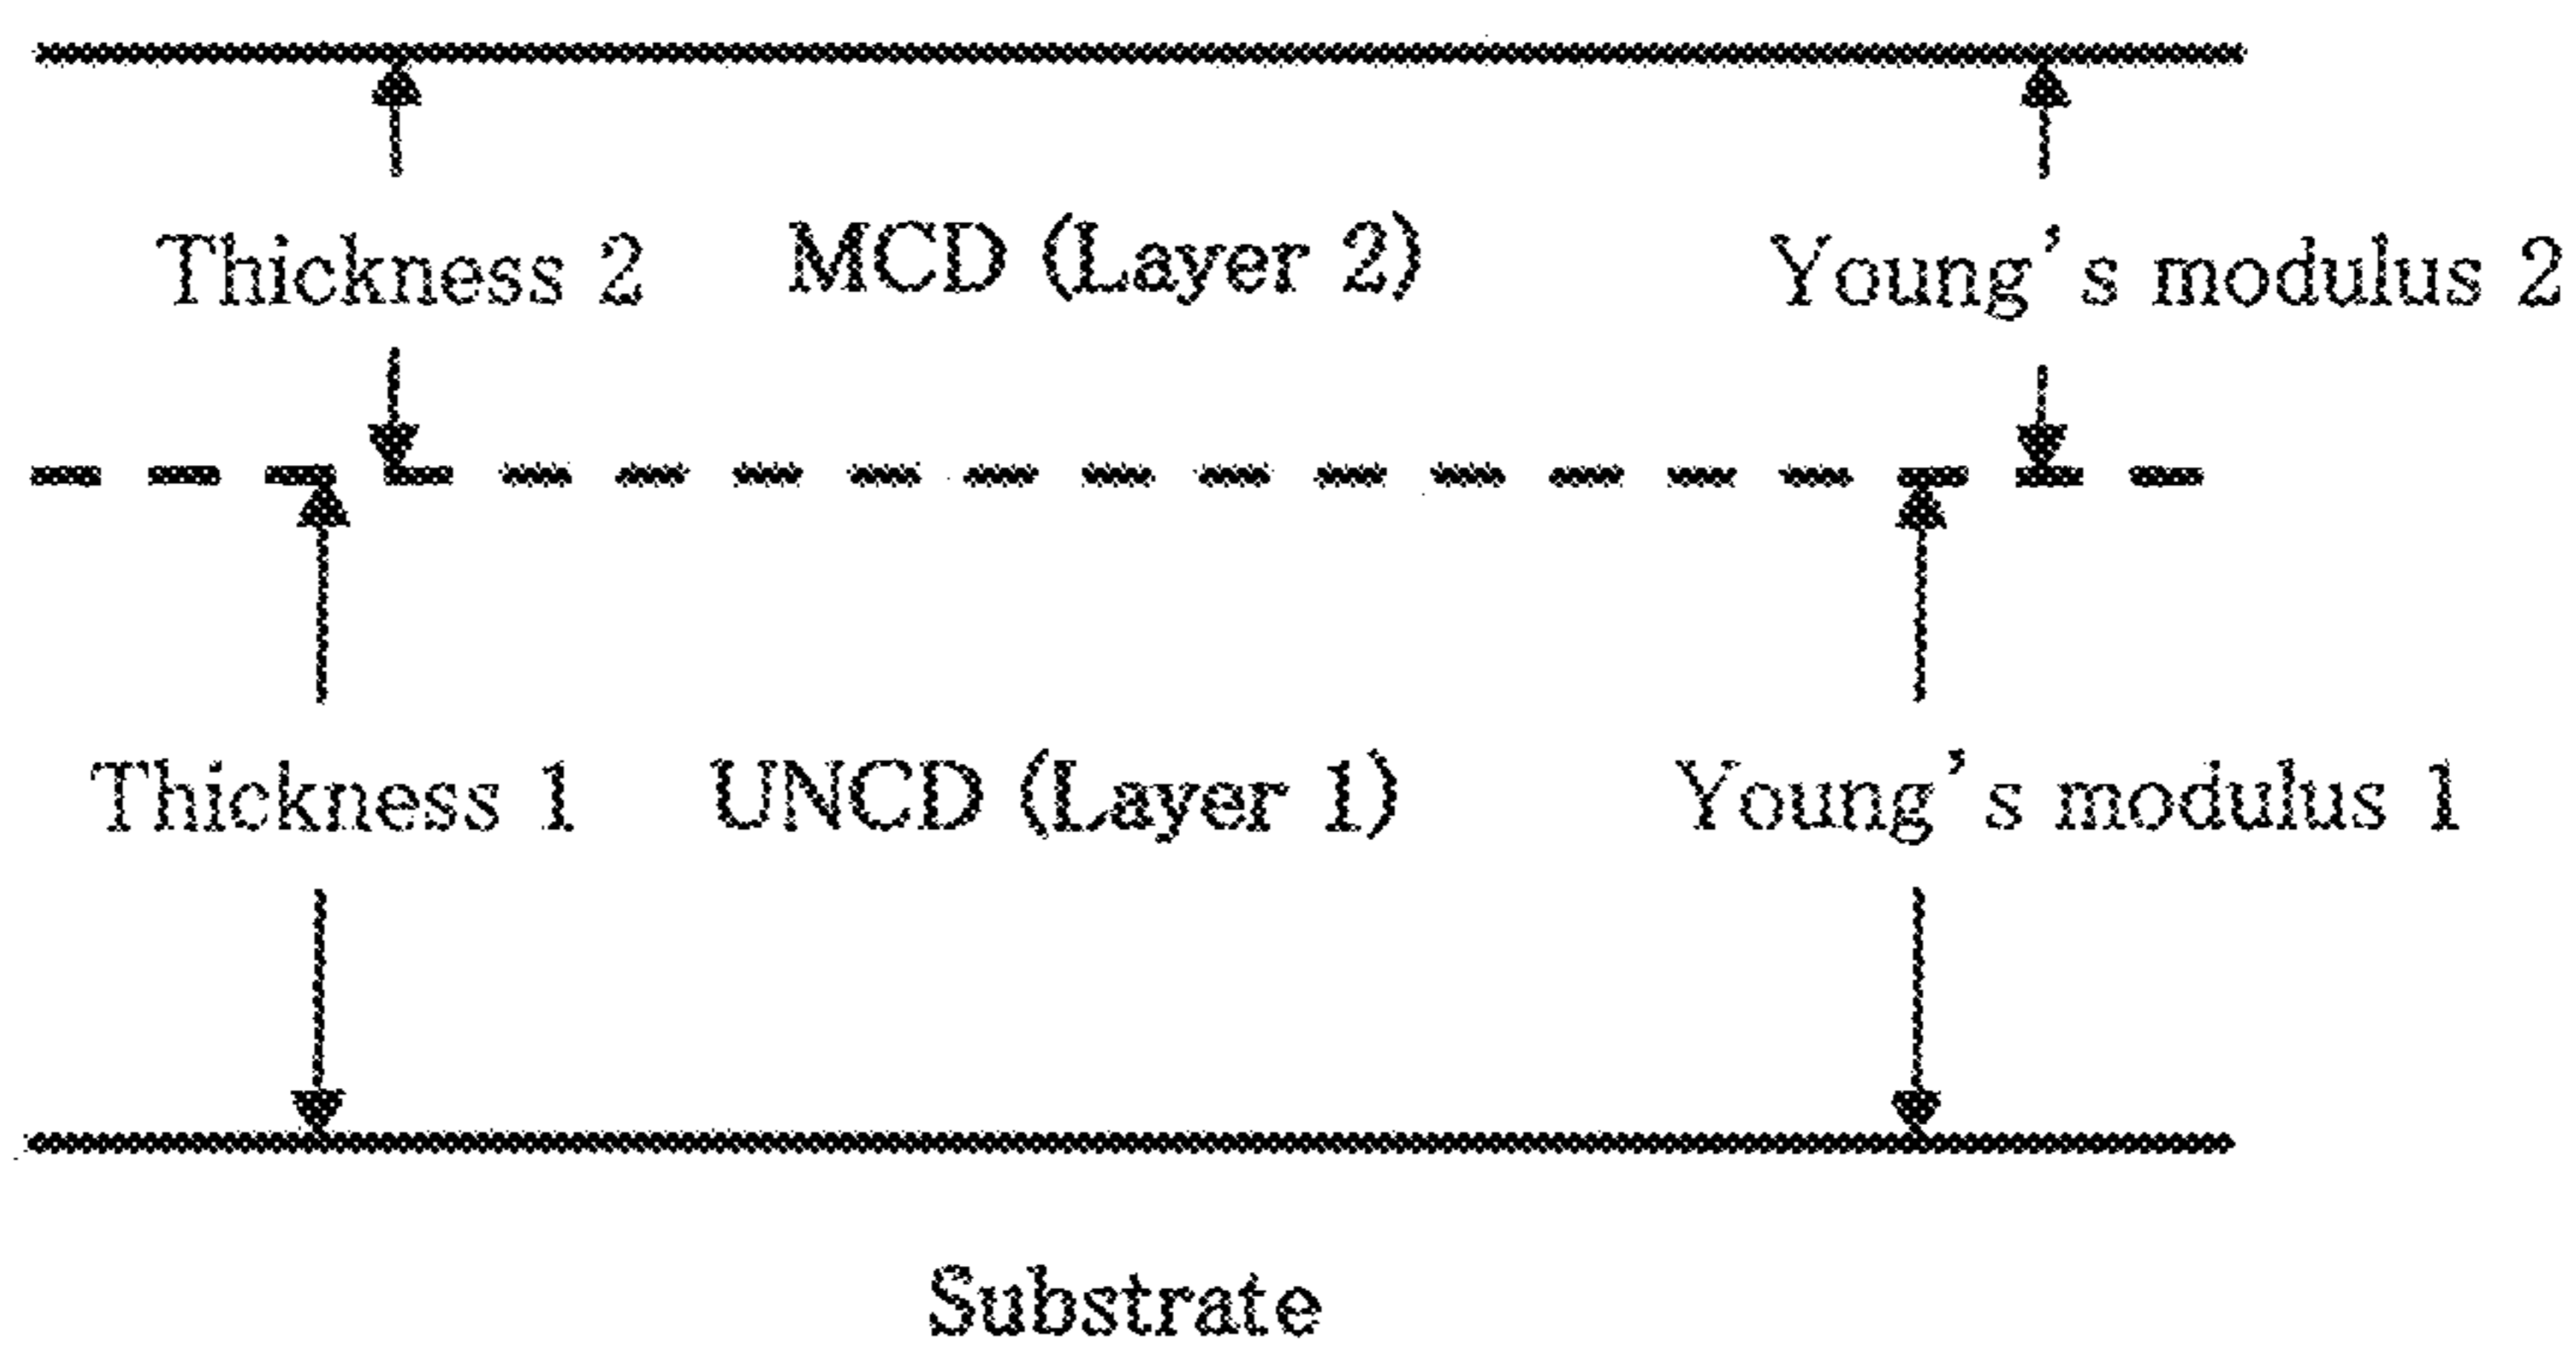 Thickness 2 MCD (Layer 2) Young's modulus 2
Thickness 1 UNCD (Layer 1) Young's modulus 1
Substrate